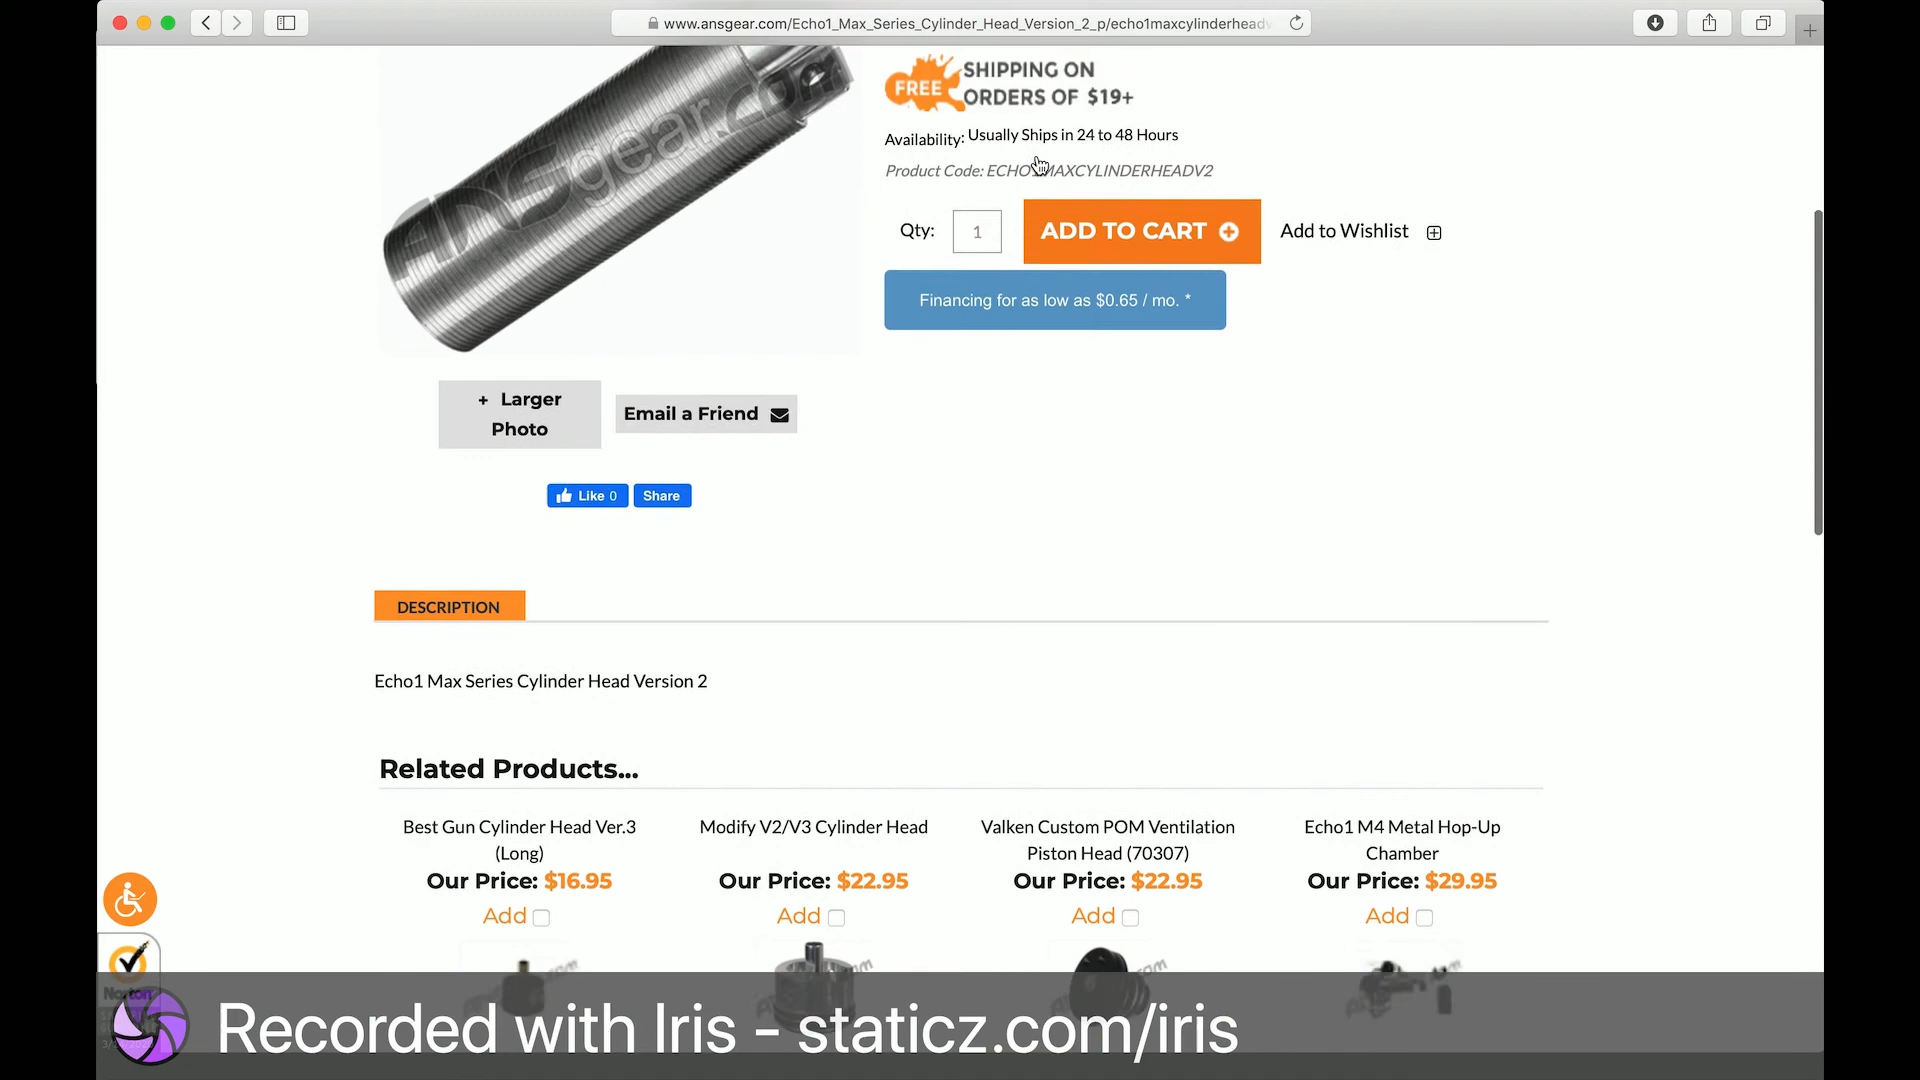 www.ansgear.com/Echo1_Max_Series_Cylinder_Head_Version_2_p/echo1maxcylinderheadv
ANSgear.com
FREE
SHIPPING ON
ORDERS OF $19+
Availability: Usually Ships in 24 to 48 Hours
Product Code: ECHO1MAXCYLINDERHEADV2
Qty: 1 ADD TO CART Add to Wishlist
Financing for as low as $0.65 / mo. *
+ Larger
Photo
Email a Friend
Like 0 Share
DESCRIPTION
Echo1 Max Series Cylinder Head Version 2
Related Products...
Best Gun Cylinder Head Ver.3
(Long)
Our Price: $16.95
Add
Modify V2/V3 Cylinder Head
Our Price: $22.95
Add
Valken Custom POM Ventilation
Piston Head (70307)
Our Price: $22.95
Add
Echo1 M4 Metal Hop-Up
Chamber
Our Price: $29.95
Add
Norton
Recorded with Iris - staticz.com/iris